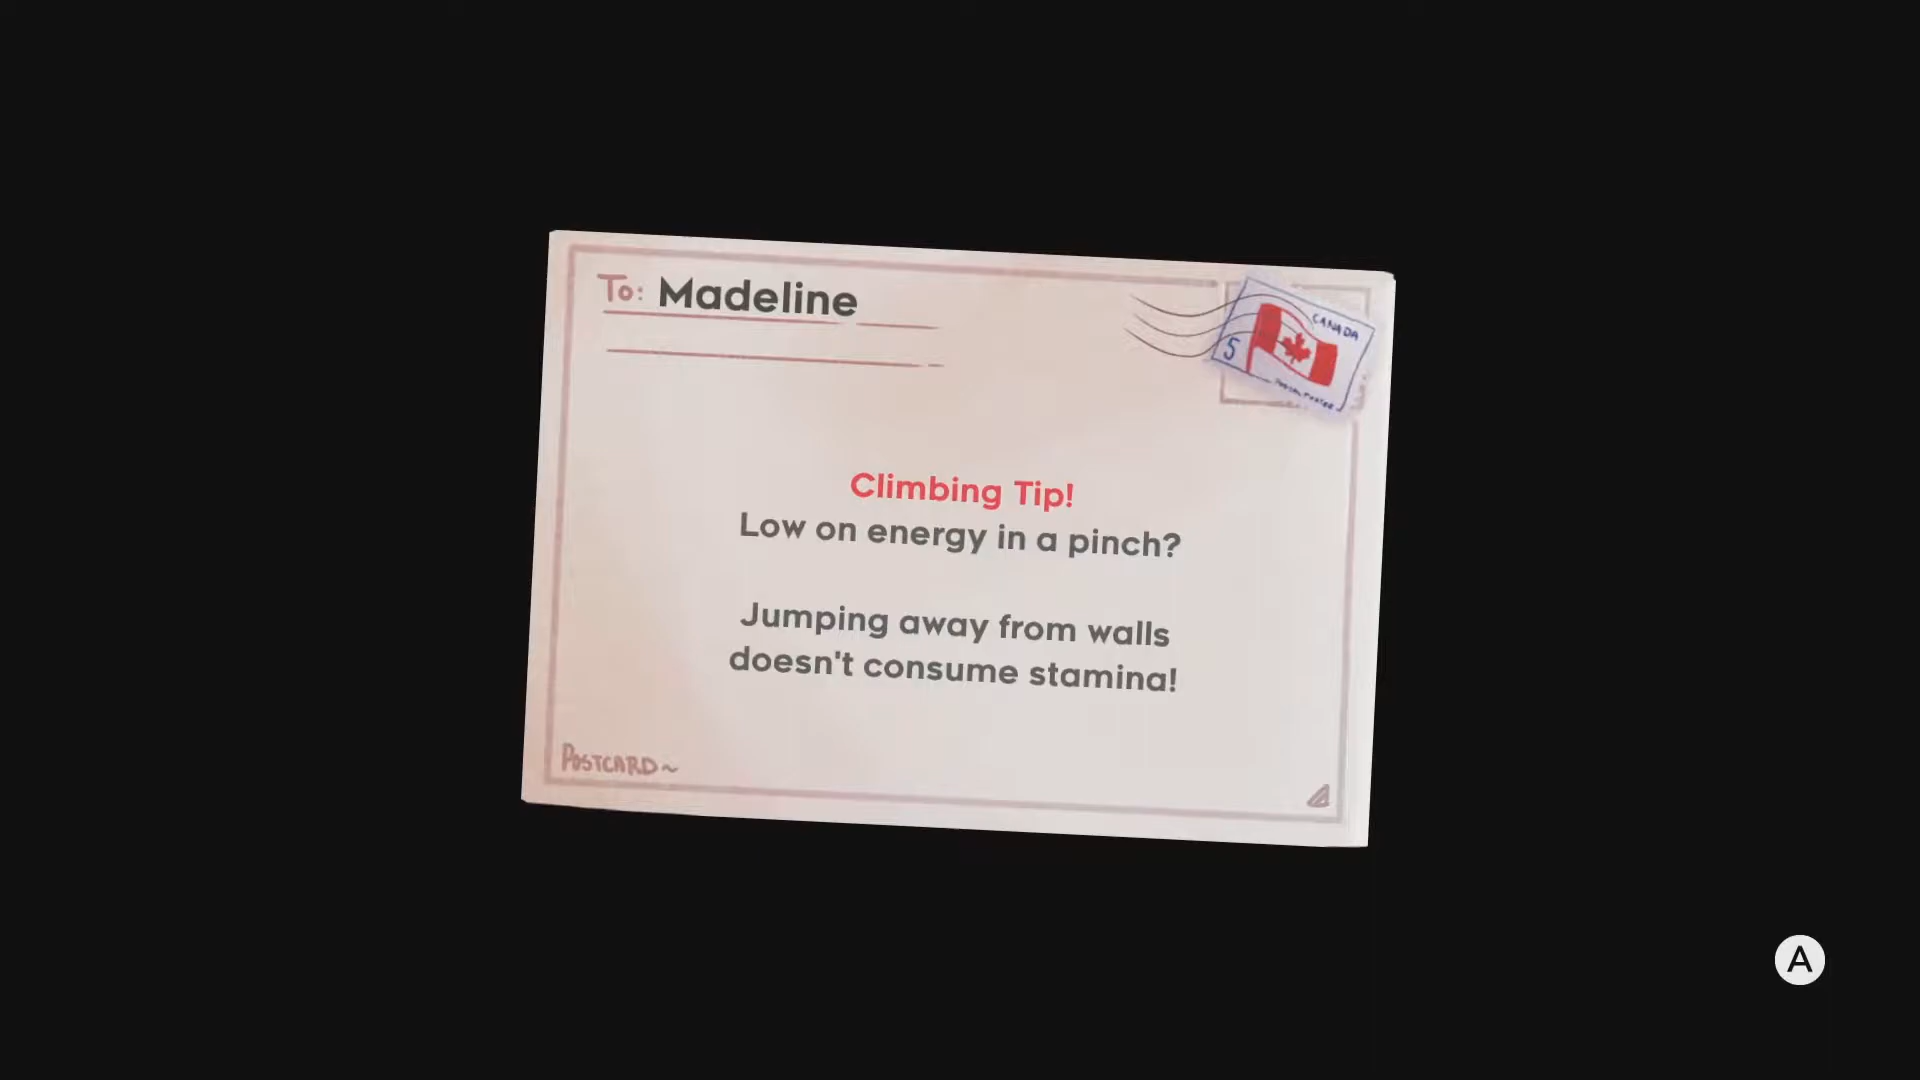 To: Madeline
CANADA
5
Climbing Tip!
Low on energy in a pinch?
Jumping away from walls
doesn't consume stamina!
POSTCARD~
A